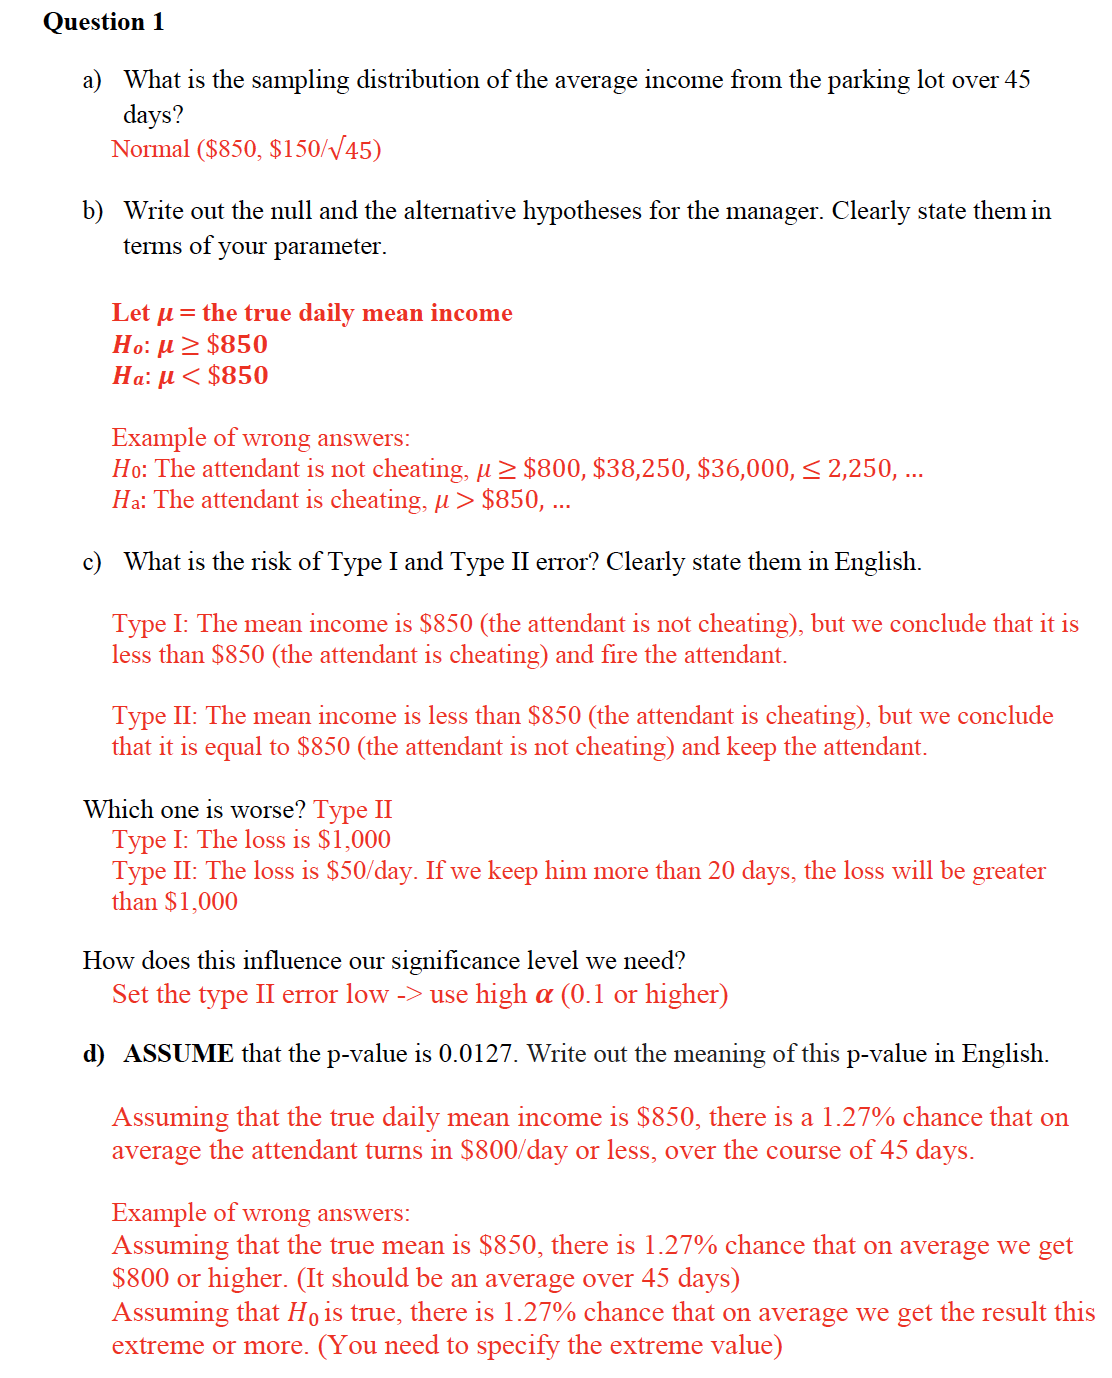 Question 1
a) What is the sampling distribution of the average income from the parking lot over 45
days?
Normal ($850, $150/√45)
b) Write out the null and the alternative hypotheses for the manager. Clearly state them in
terms of your parameter.
Let μ = the true daily mean income
Ho: μ ≥ $850
Ha: μ < $850
Example of wrong answers:
H0: The attendant is not cheating, μ ≥ $800, $38,250, $36,000, ≤ 2,250, ...
Ha: The attendant is cheating, μ > $850, ...
c) What is the risk of Type I and Type II error? Clearly state them in English.
Type I: The mean income is $850 (the attendant is not cheating), but we conclude that it is
less than $850 (the attendant is cheating) and fire the attendant.
Type II: The mean income is less than $850 (the attendant is cheating), but we conclude
that it is equal to $850 (the attendant is not cheating) and keep the attendant.
Which one is worse? Type II
Type I: The loss is $1,000
Type II: The loss is $50/day. If we keep him more than 20 days, the loss will be greater
than $1,000
How does this influence our significance level we need?
Set the type II error low -> use high α (0.1 or higher)
d) ASSUME that the p-value is 0.0127. Write out the meaning of this p-value in English.
Assuming that the true daily mean income is $850, there is a 1.27% chance that on
average the attendant turns in $800/day or less, over the course of 45 days.
Example of wrong answers:
Assuming that the true mean is $850, there is 1.27% chance that on average we get
$800 or higher. (It should be an average over 45 days)
Assuming that H₀ is true, there is 1.27% chance that on average we get the result this
extreme or more. (You need to specify the extreme value)